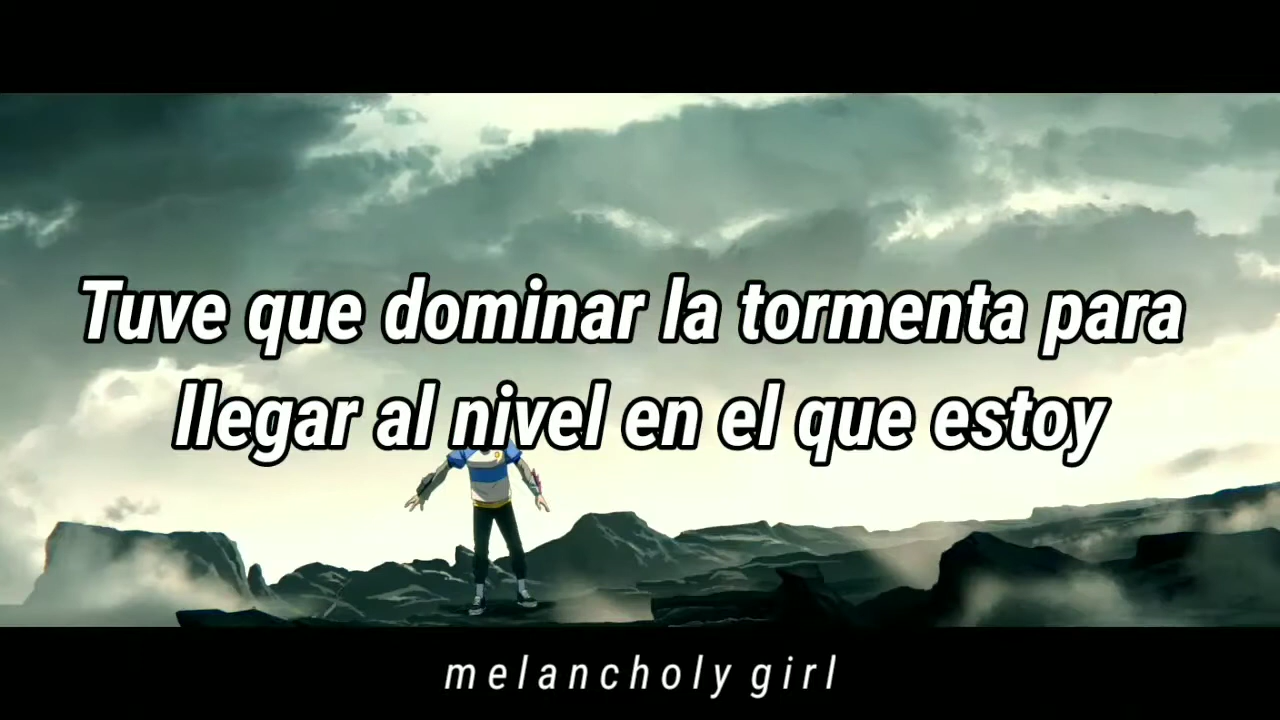 Tuve que dominar la tormenta para
llegar al nivel en el que estoy
melancholy girl